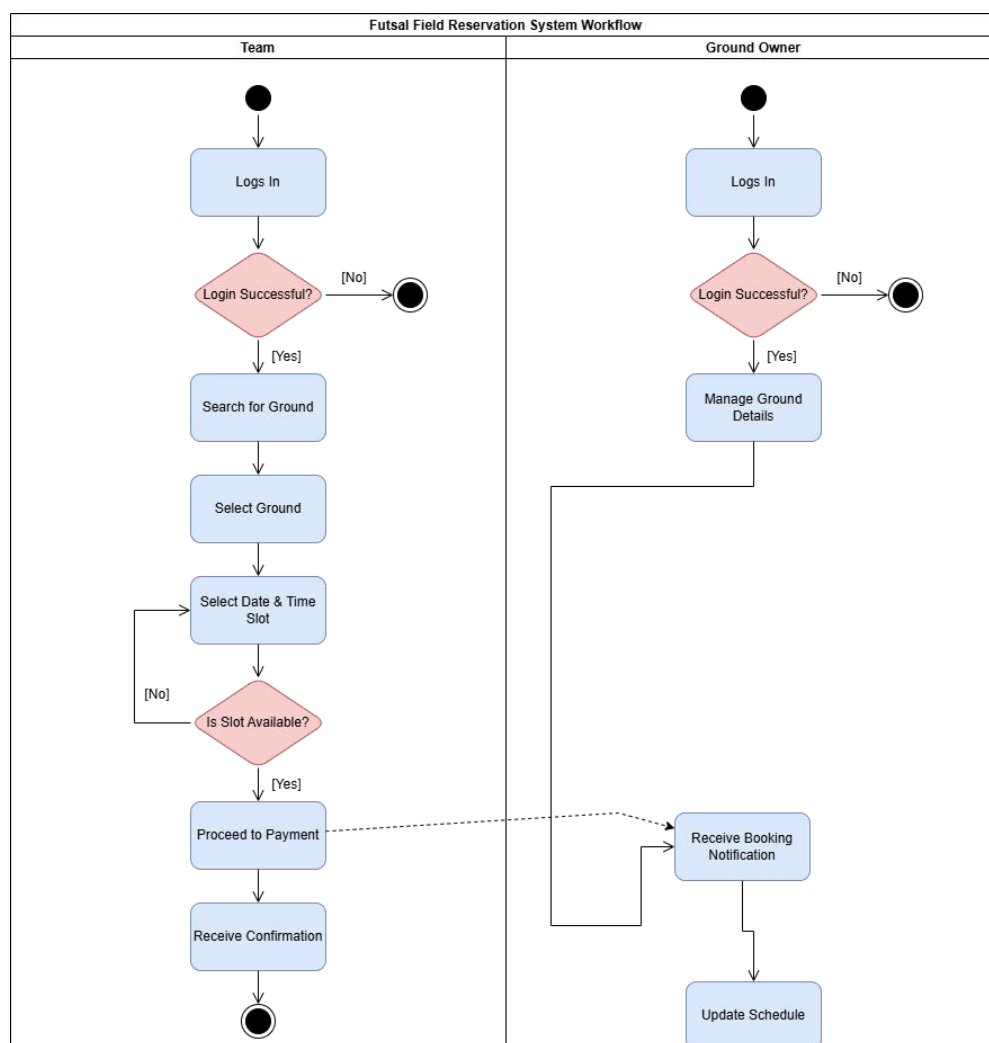 Futsal Field Reservation System Workflow
Team
Ground Owner
Logs In
Login Successful?
[No]
[Yes]
Search for Ground
Select Ground
Select Date & Time
Slot
[No]
Is Slot Available?
[Yes]
Proceed to Payment
Receive Confirmation
Logs In
Login Successful?
[No]
[Yes]
Manage Ground
Details
Receive Booking
Notification
Update Schedule